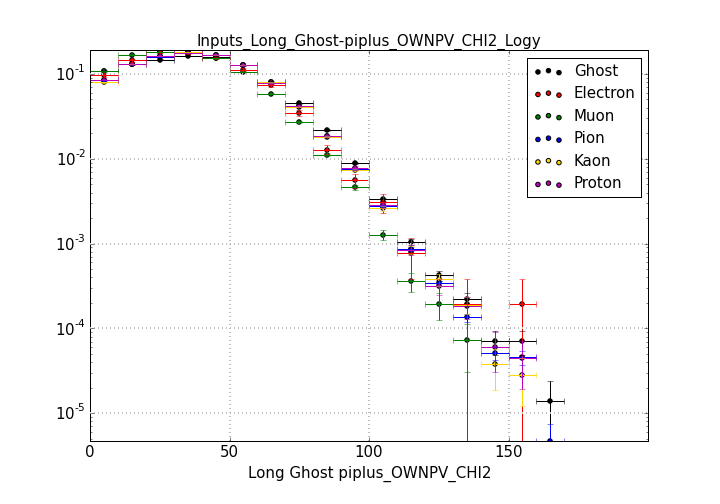 Inputs_Long_Ghost-piplus_OWNPV_CHI2_Logy
10⁻¹
10⁻²
10⁻³
10⁻⁴
10⁻⁵
Ghost
Electron
Muon
Pion
Kaon
Proton
0 50 100 150
Long Ghost piplus_OWNPV_CHI2